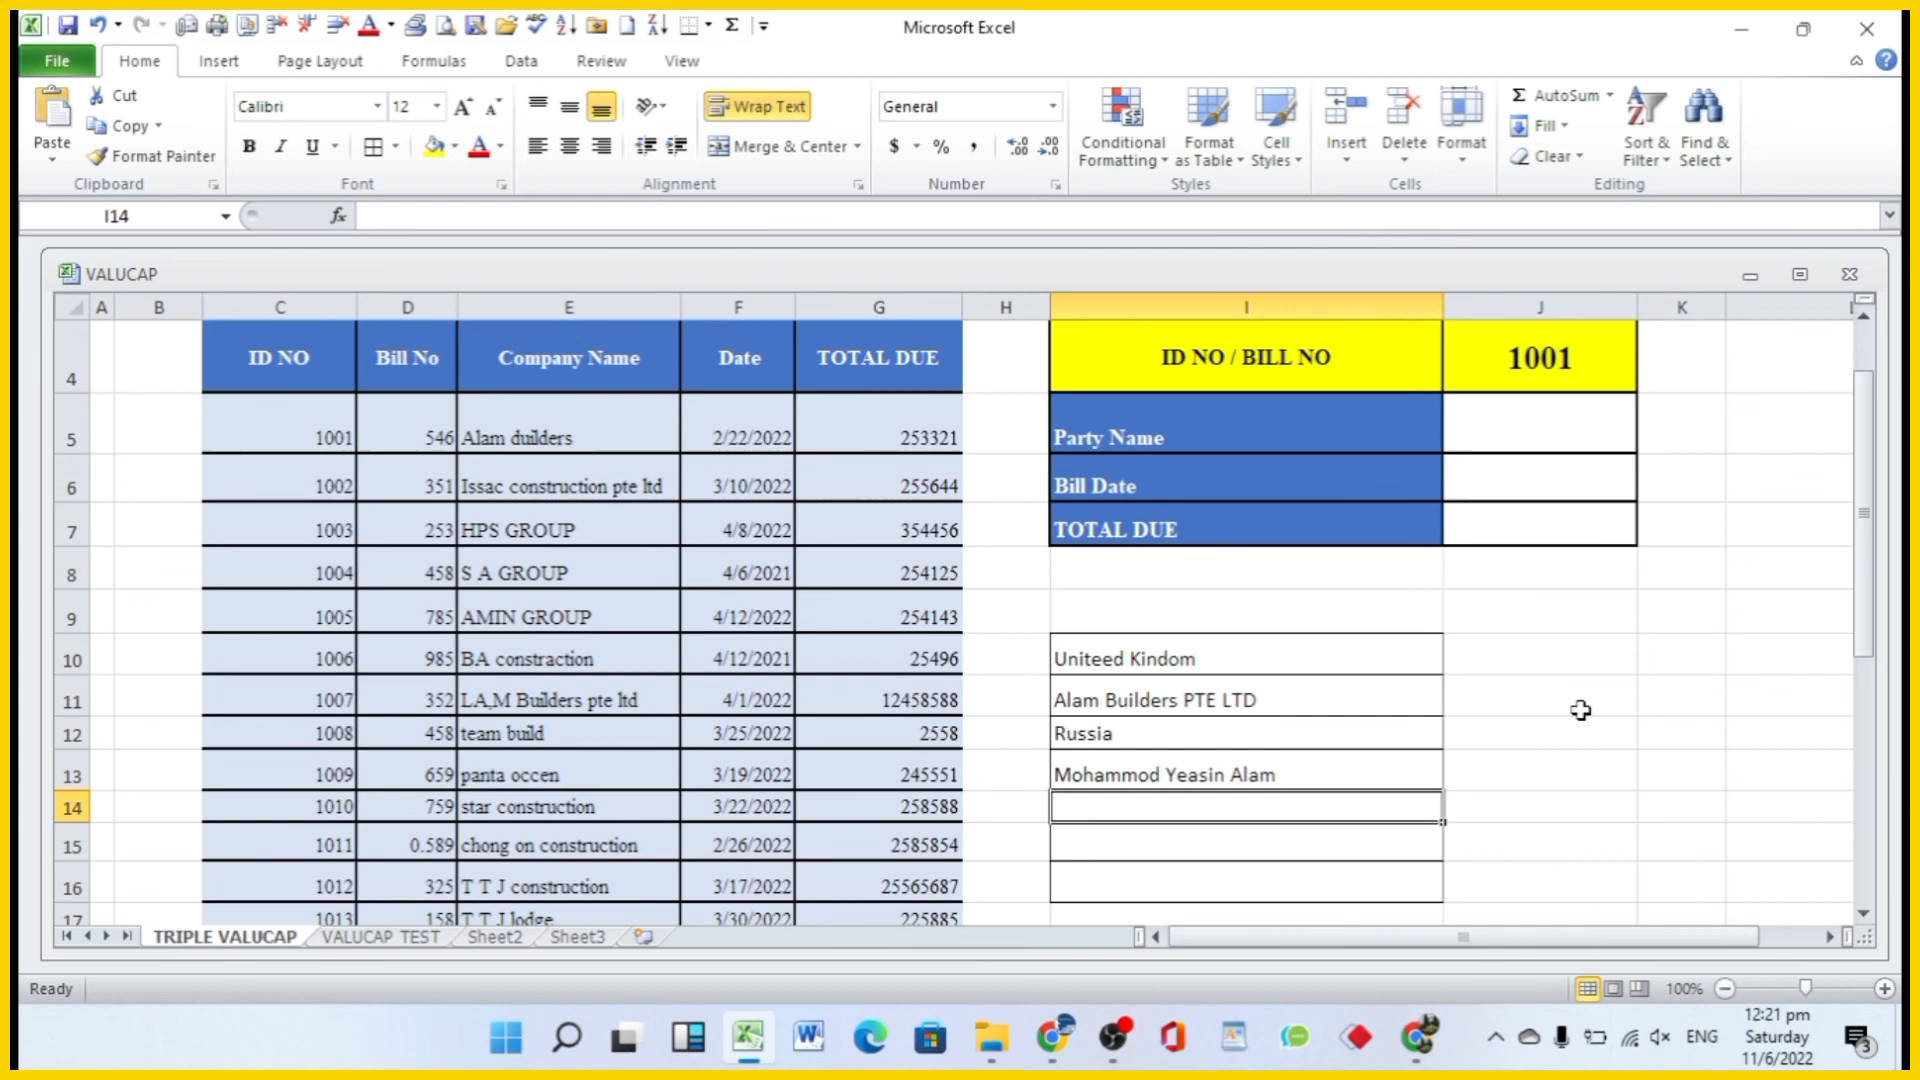 Microsoft Excel
File Home Insert Page Layout Formulas Data Review View
Paste
Cut
Copy
Format Painter
Clipboard
Calibri 12
B I U
Font
Wrap Text
Merge & Center
Alignment
General
$ % ,
Number
Conditional Formatting
Format as Table
Cell Styles
Styles
Insert Delete Format
Cells
Σ AutoSum
Fill
Clear
Sort & Filter
Find & Select
Editing
I14 fx
VALUCAP
A B C D E F G H I J K
4 ID NO Bill No Company Name Date TOTAL DUE ID NO / BILL NO 1001
5 1001 546 Alam duilders 2/22/2022 253321 Party Name
6 1002 351 Issac construction pte ltd 3/10/2022 255644 Bill Date
7 1003 253 HPS GROUP 4/8/2022 354456 TOTAL DUE
8 1004 458 S A GROUP 4/6/2021 254125
9 1005 785 AMIN GROUP 4/12/2022 254143
10 1006 985 BA constraction 4/12/2021 25496 Uniteed Kindom
11 1007 352 LA,M Builders pte ltd 4/1/2022 12458588 Alam Builders PTE LTD
12 1008 458 team build 3/25/2022 2558 Russia
13 1009 659 panta occen 3/19/2022 245551 Mohammod Yeasin Alam
14 1010 759 star construction 3/22/2022 258588
15 1011 0.589 chong on construction 2/26/2022 2585854
16 1012 325 T T J construction 3/17/2022 25565687
17 1013 158 T T J lodge 3/30/2022 225885
TRIPLE VALUCAP VALUCAP TEST Sheet2 Sheet3
Ready 100%
ENG
12:21 pm
Saturday
11/6/2022
3